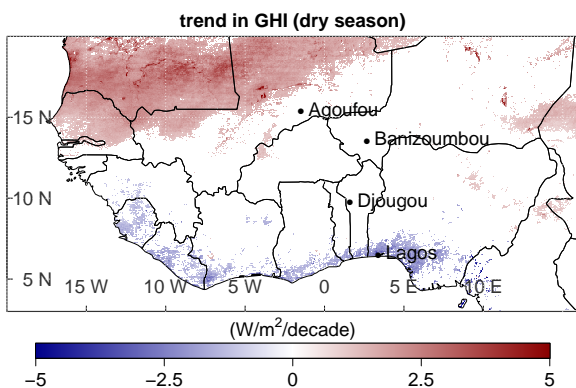 trend in GHI (dry season)
15 N
Agoufou
Banizoumbou
10 N
Djougou
Lagos
5 N
15 W 10 W 5 W 0 5 E 10 E
(W/m²/decade)
−5 −2.5 0 2.5 5